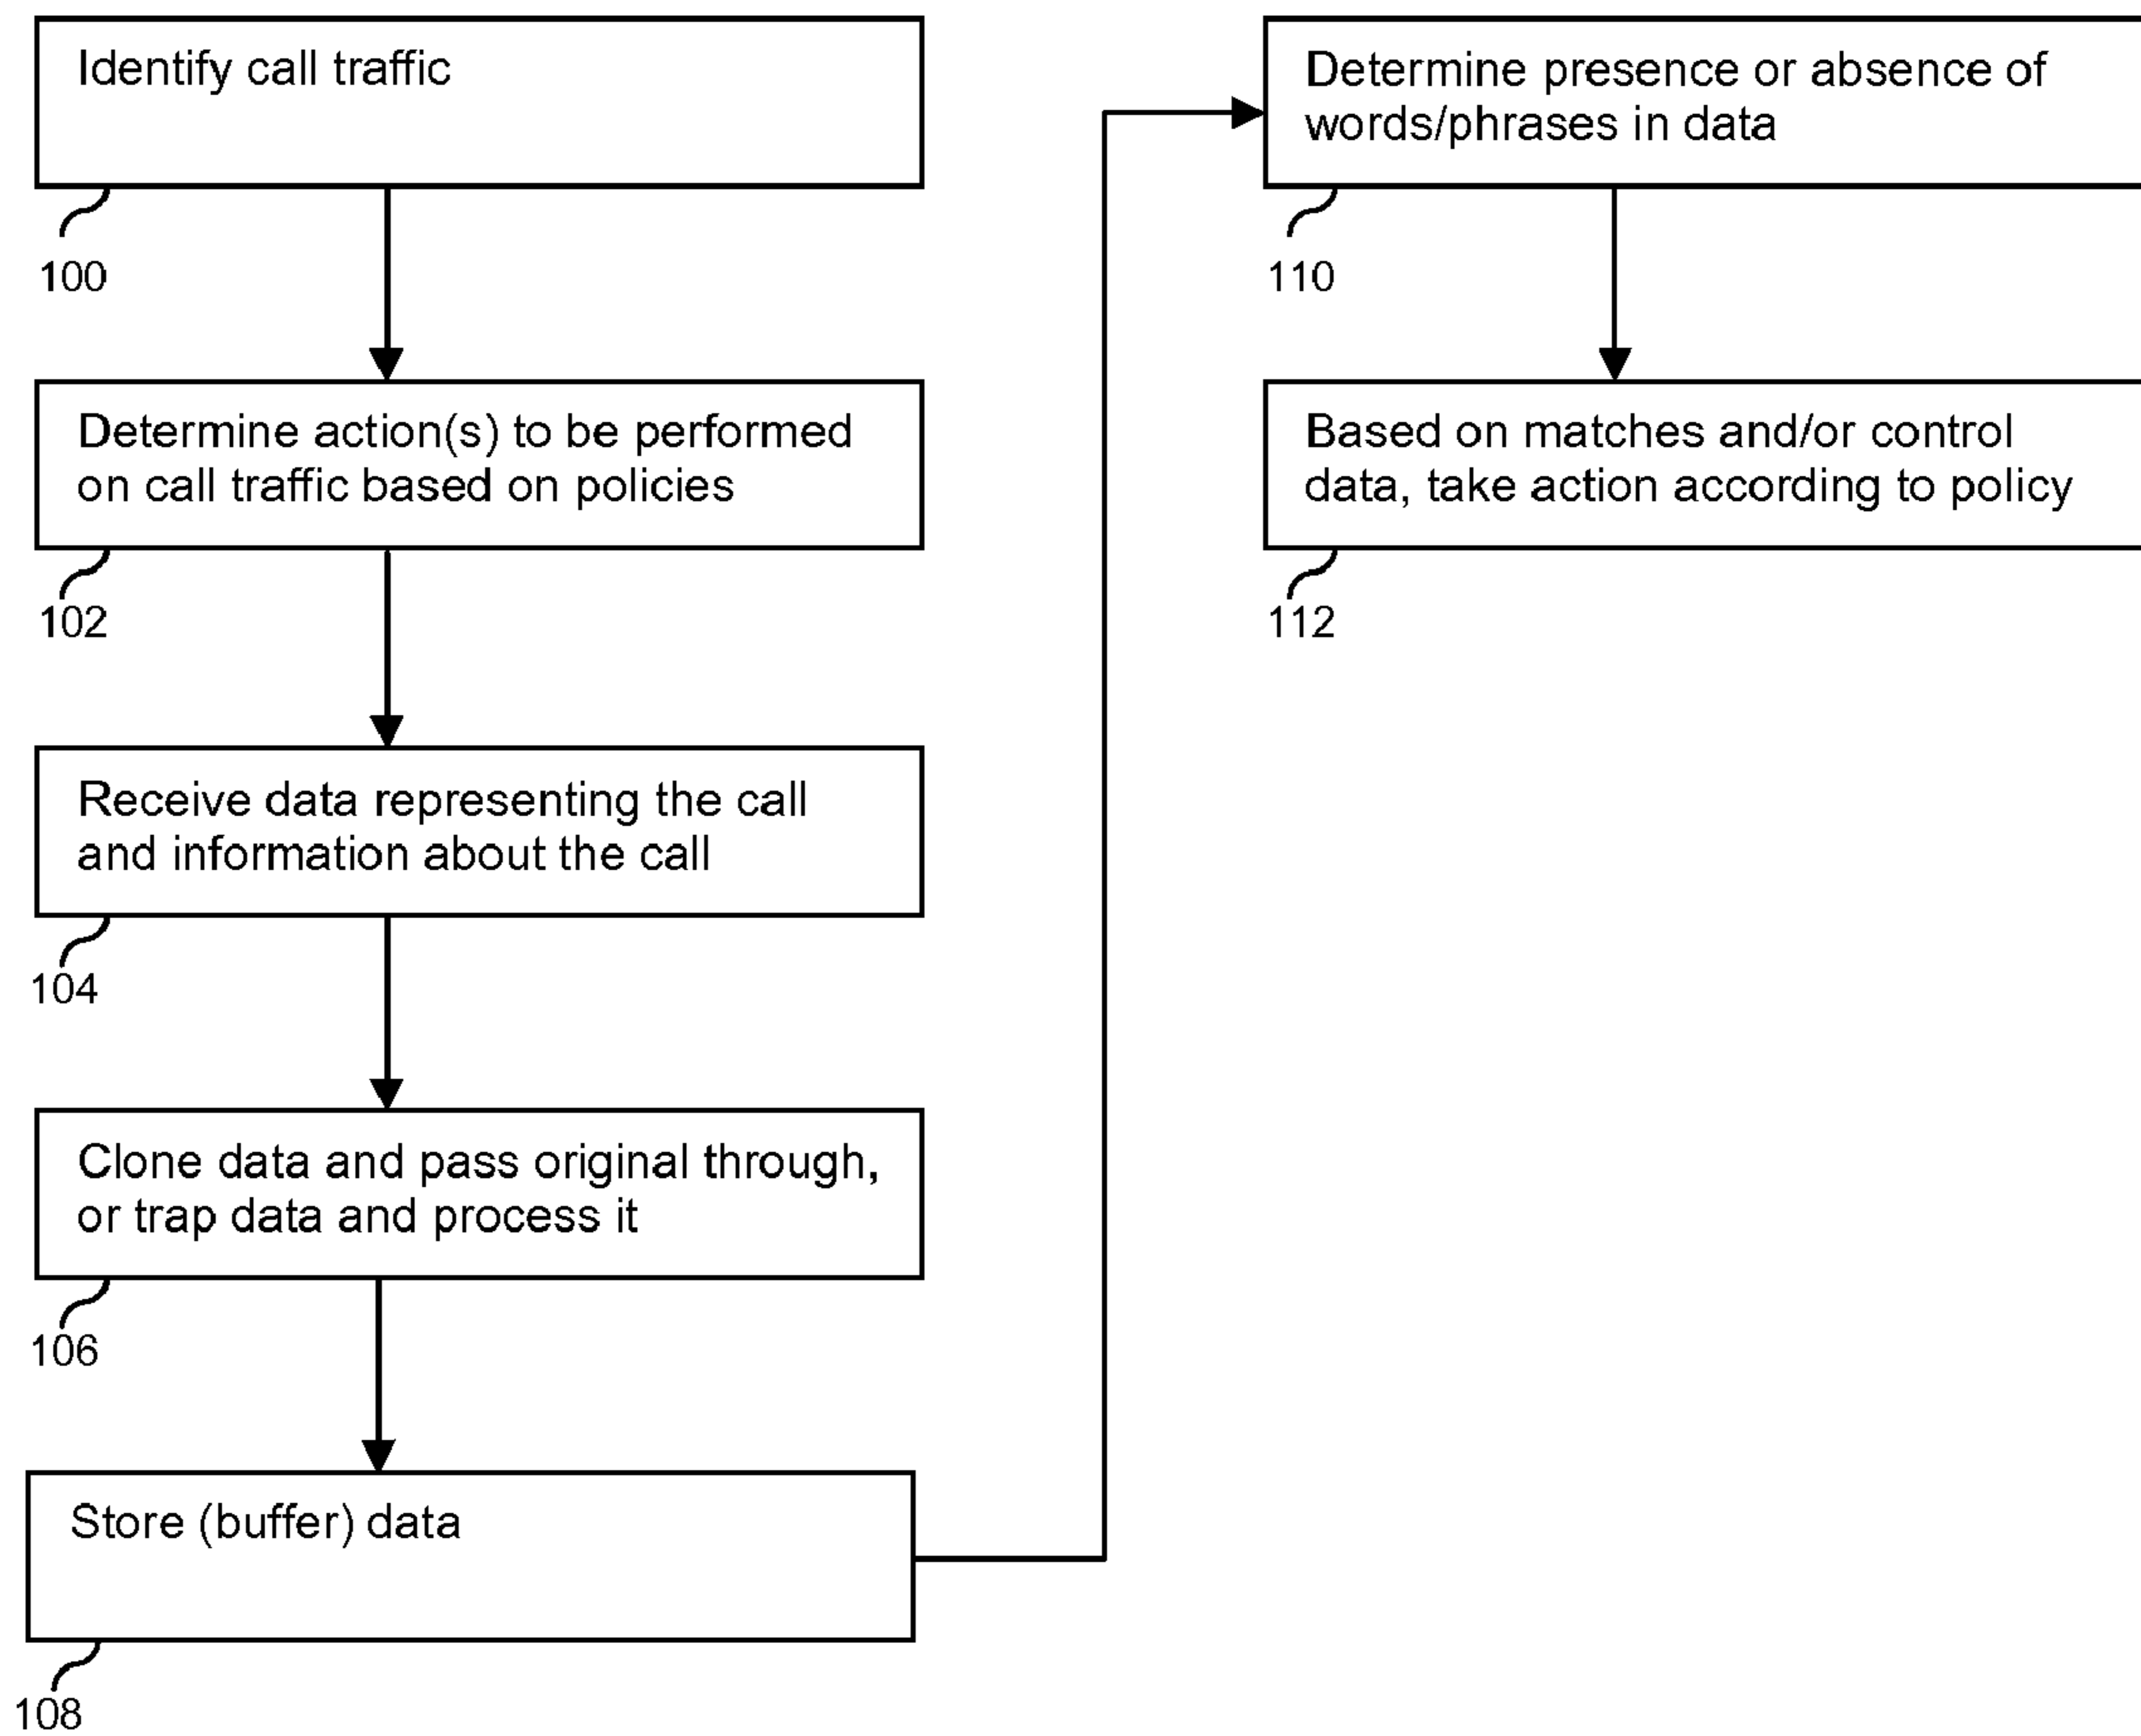 Identify call traffic
100
Determine action(s) to be performed
on call traffic based on policies
102
Receive data representing the call
and information about the call
104
Clone data and pass original through,
or trap data and process it
106
Store (buffer) data
108
Determine presence or absence of
words/phrases in data
110
Based on matches and/or control
data, take action according to policy
112